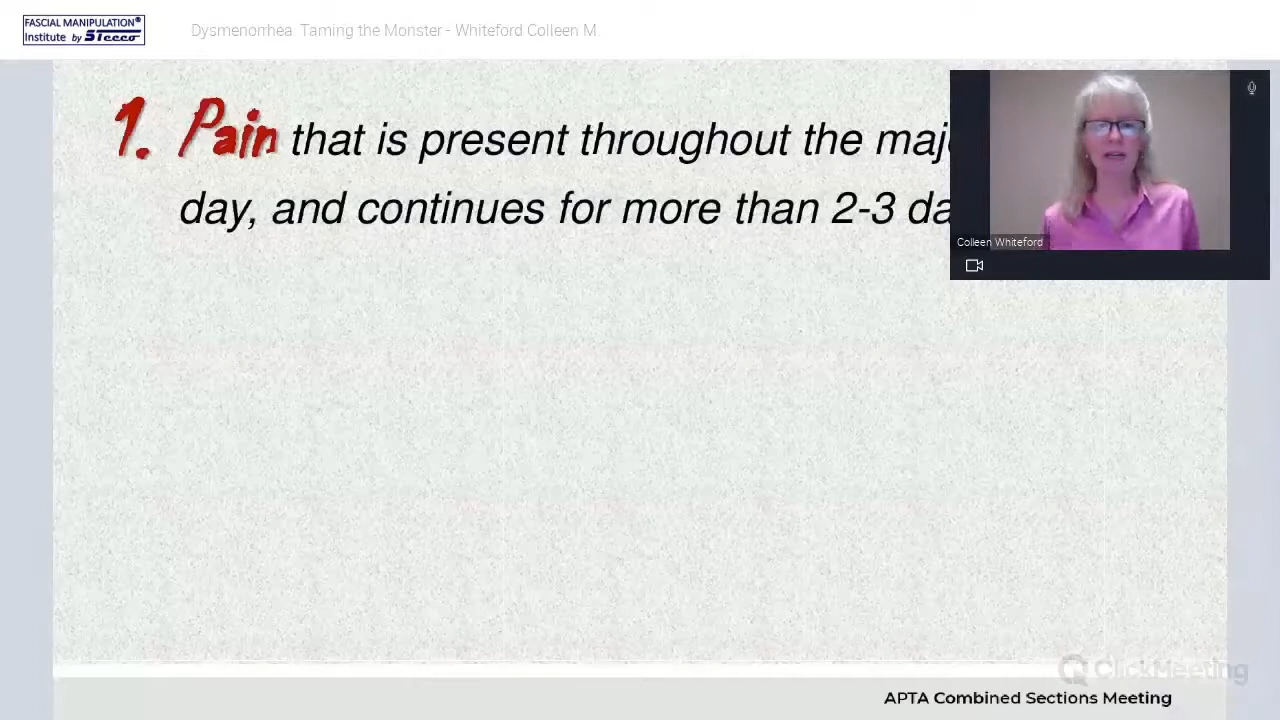 FASCIAL MANIPULATION®
Institute by Stecco
Dysmenorrhea. Taming the Monster - Whiteford Colleen M.
1. Pain that is present throughout the maj
day, and continues for more than 2-3 da
Colleen Whiteford
ClickMeeting
APTA Combined Sections Meeting